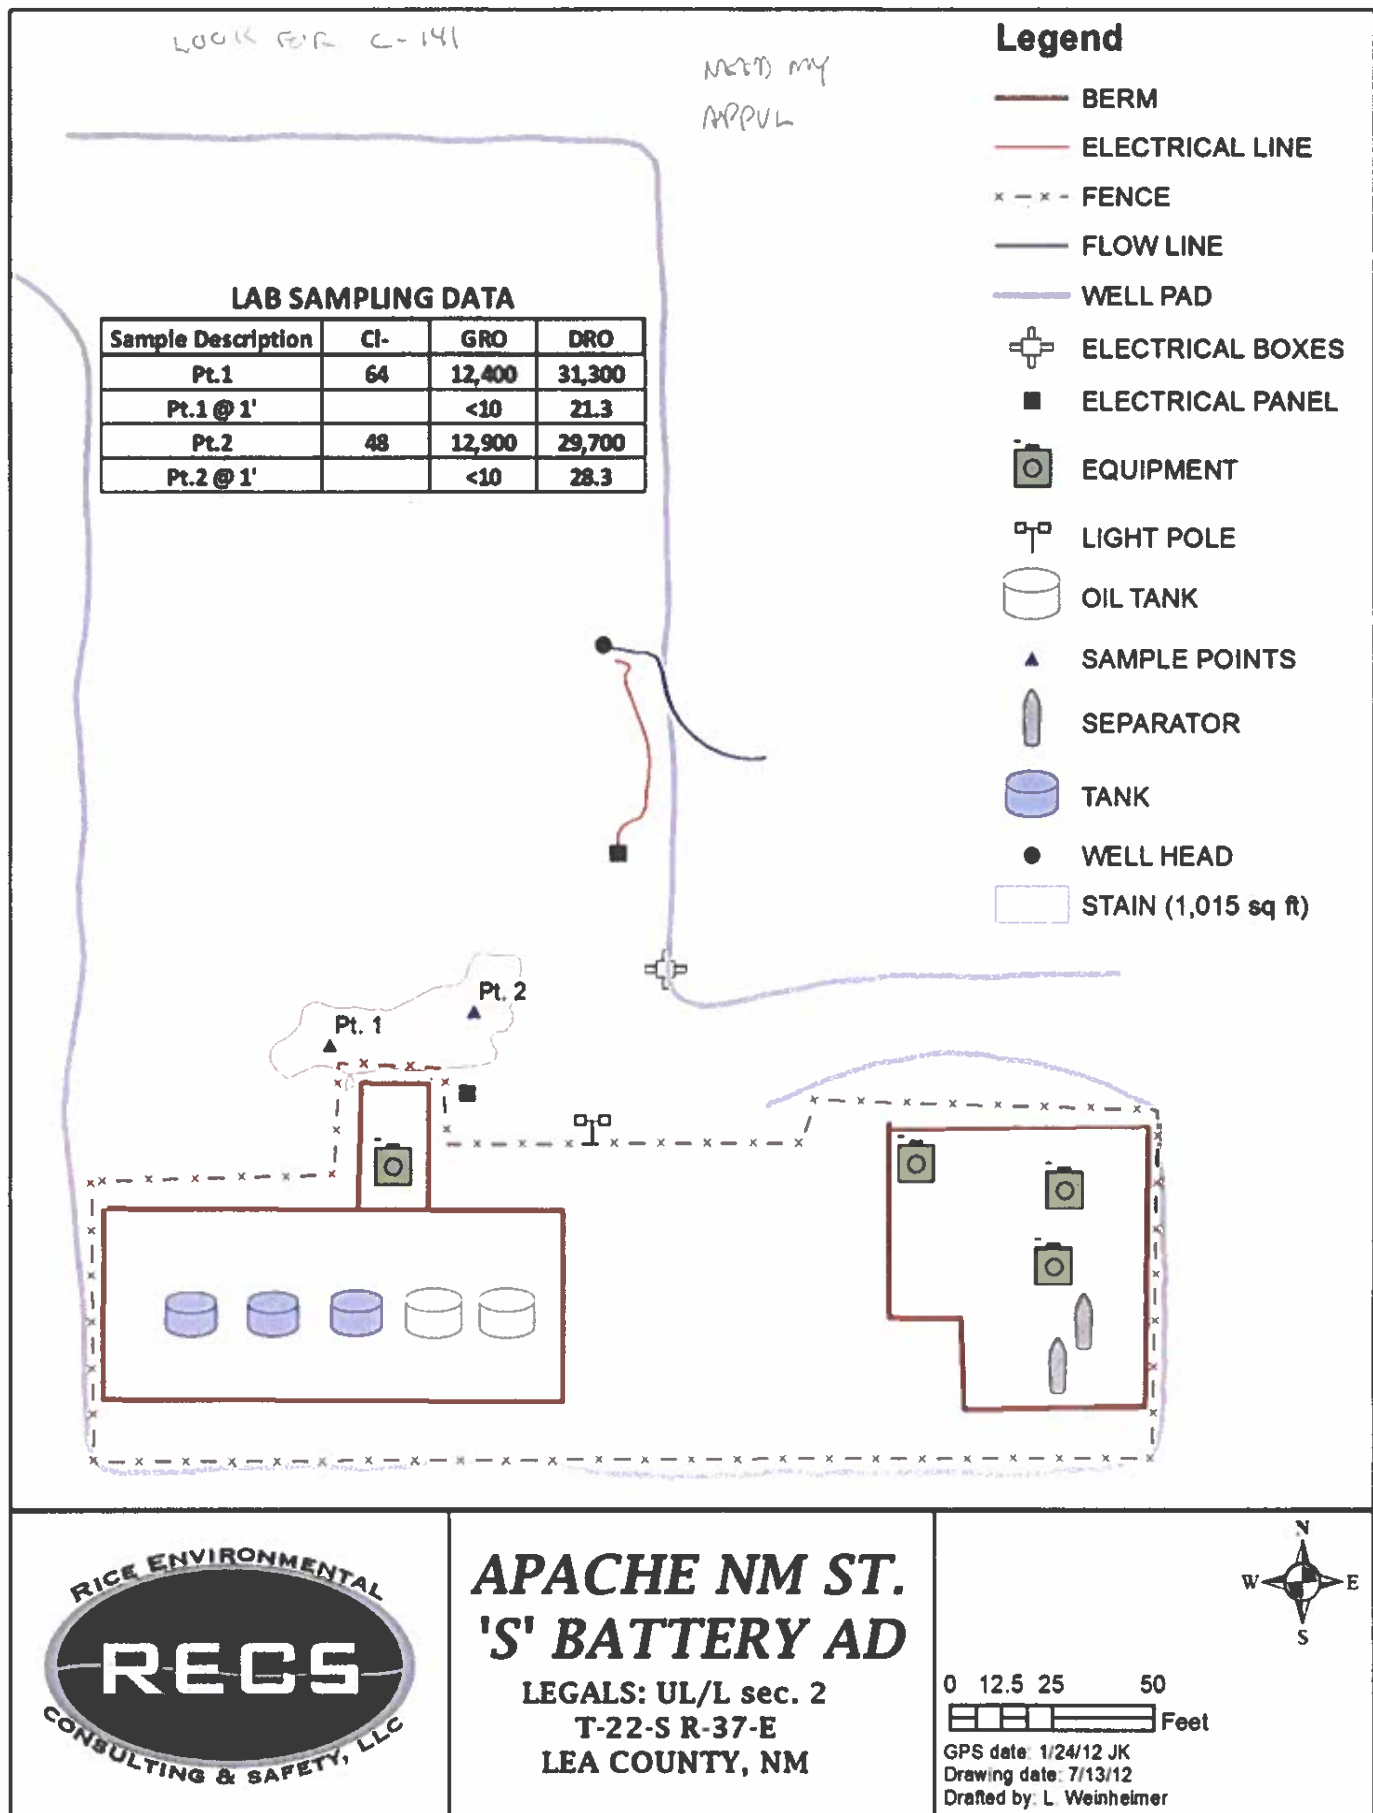 LOOK FOR C-141
NEED MY
APPVL
Legend
BERM
ELECTRICAL LINE
FENCE
FLOW LINE
WELL PAD
ELECTRICAL BOXES
ELECTRICAL PANEL
EQUIPMENT
LIGHT POLE
OIL TANK
SAMPLE POINTS
SEPARATOR
TANK
WELL HEAD
STAIN (1,015 sq ft)
LAB SAMPLING DATA
Sample Description Cl- GRO DRO
Pt.1 64 12,400 31,300
Pt.1 @ 1' <10 21.3
Pt.2 48 12,900 29,700
Pt.2 @ 1' <10 28.3
Pt. 2
Pt. 1
RICE ENVIRONMENTAL
RECS
CONSULTING & SAFETY, LLC
APACHE NM ST.
'S' BATTERY AD
LEGALS: UL/L sec. 2
T-22-S R-37-E
LEA COUNTY, NM
N
W E
S
0 12.5 25 50
Feet
GPS date: 1/24/12 JK
Drawing date: 7/13/12
Drafted by: L. Weinheimer